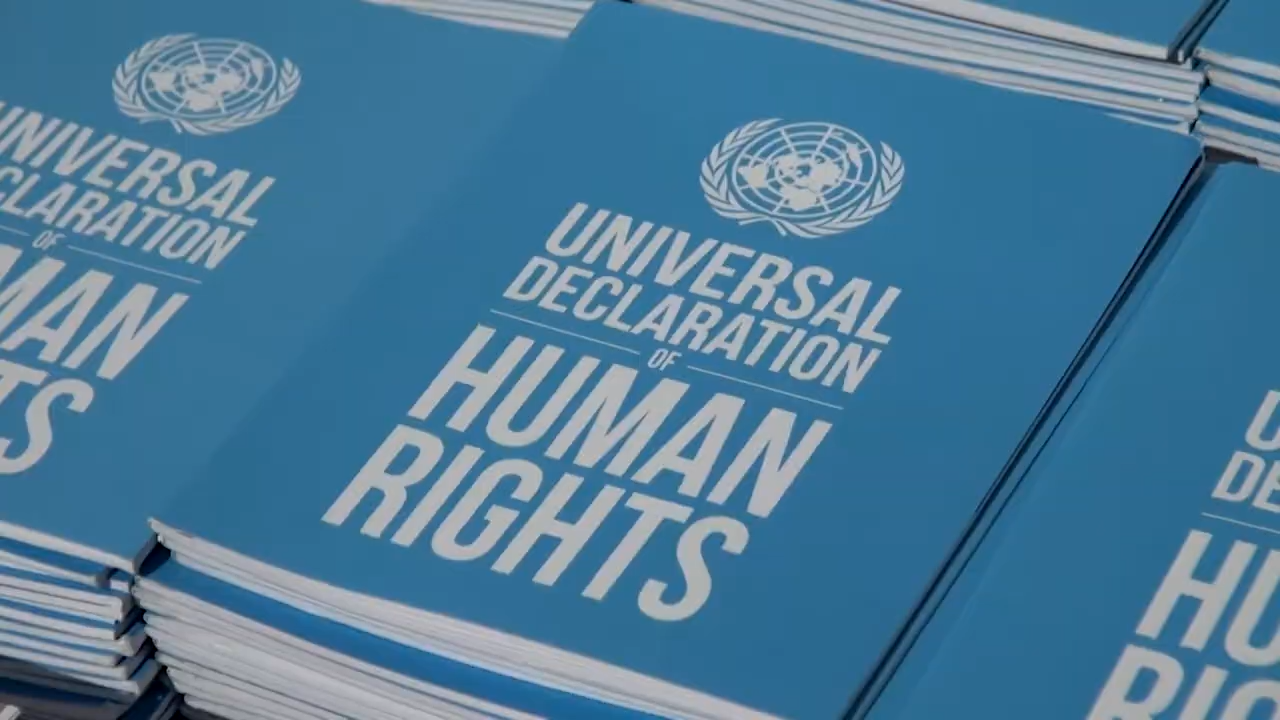 UNIVERSAL
DECLARATION
OF
HUMAN
RIGHTS
UNIVERSAL
DECLARATION
OF
HUMAN
RIGHTS